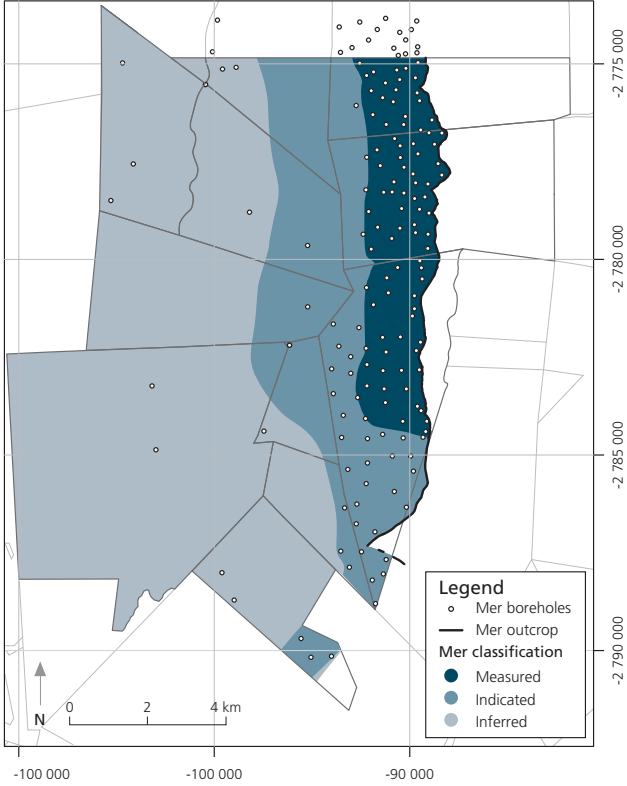 -2 775 000
-2 780 000
-2 785 000
-2 790 000
Legend
Mer boreholes
Mer outcrop
Mer classification
Measured
Indicated
Inferred
N
0 2 4 km
-100 000 -100 000 -90 000